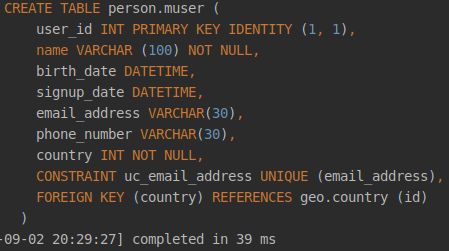 CREATE TABLE person.muser (
user_id INT PRIMARY KEY IDENTITY (1, 1),
name VARCHAR (100) NOT NULL,
birth_date DATETIME,
signup_date DATETIME,
email_address VARCHAR(30),
phone_number VARCHAR(30),
country INT NOT NULL,
CONSTRAINT uc_email_address UNIQUE (email_address),
FOREIGN KEY (country) REFERENCES geo.country (id)
)
-09-02 20:29:27] completed in 39 ms